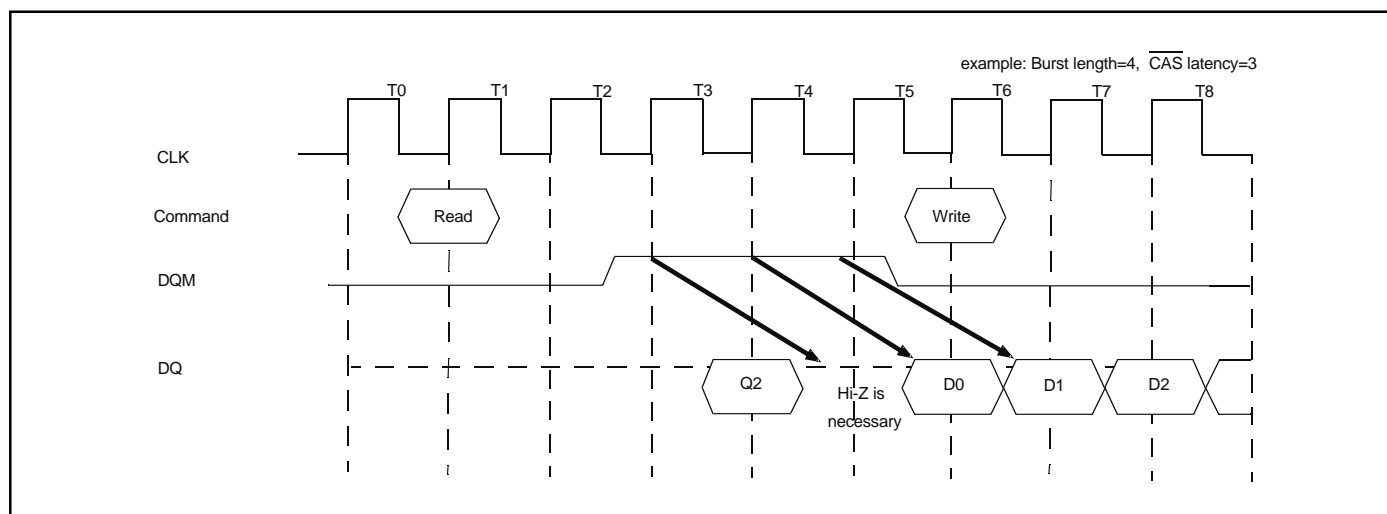 example: Burst length=4, CAS latency=3
T0 T1 T2 T3 T4 T5 T6 T7 T8
CLK
Command Read Write
DQM
DQ Q2 D0 D1 D2
Hi-Z is
necessary